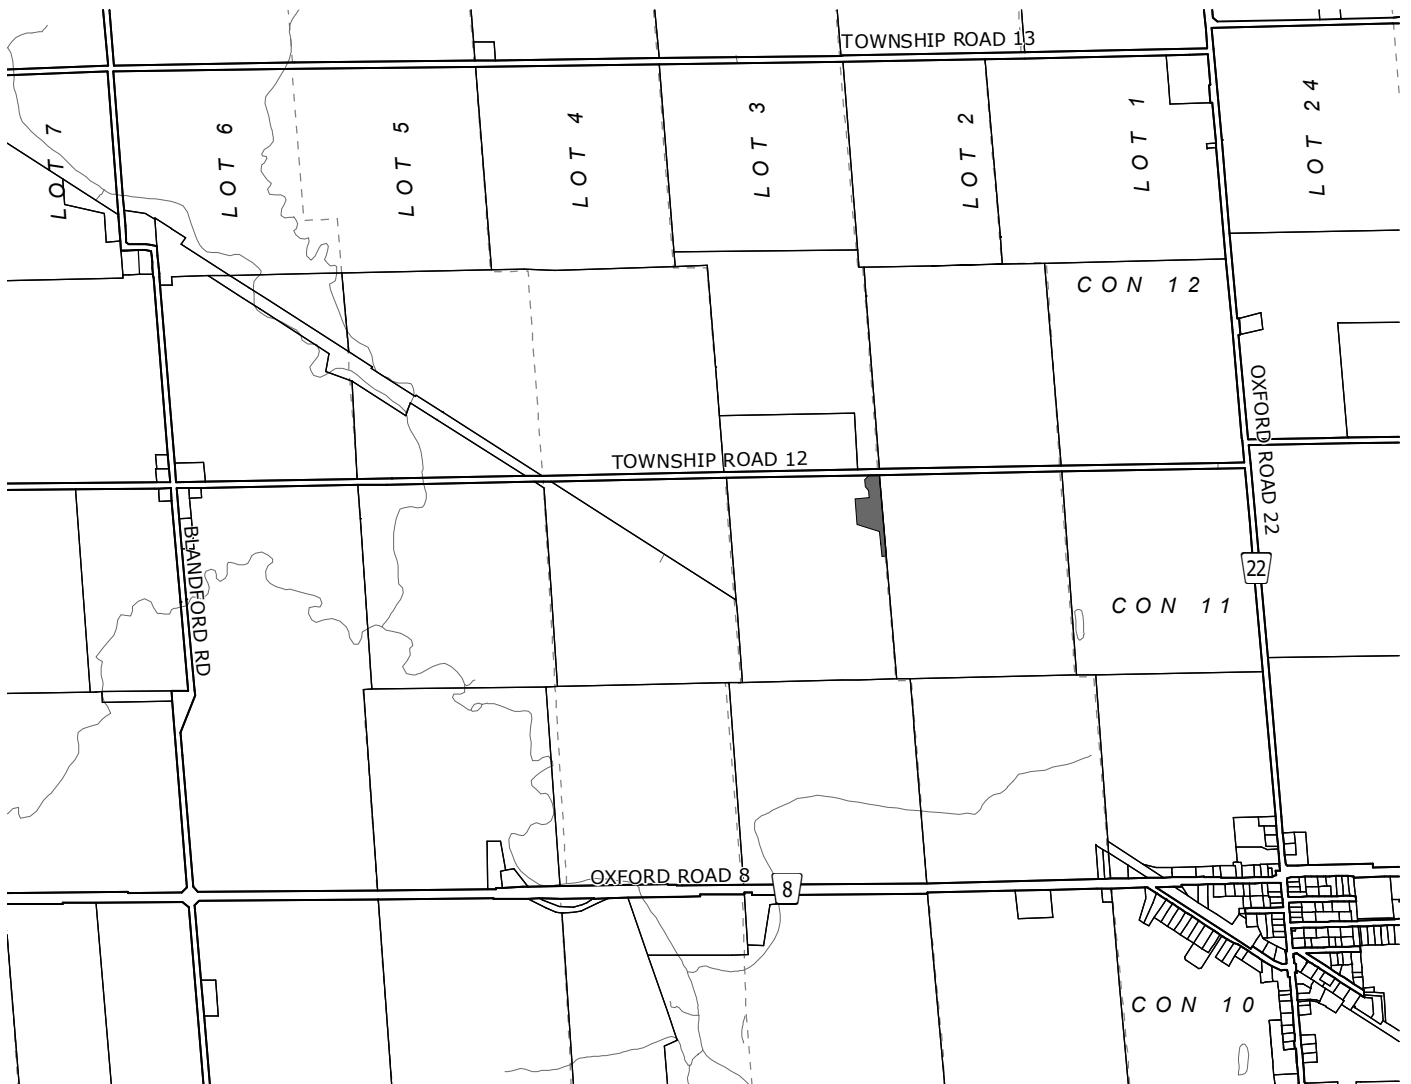 TOWNSHIP ROAD 13
LOT 7
LOT 6
LOT 5
LOT 4
LOT 3
LOT 2
LOT 1
LOT 24
CON 12
OXFORD ROAD 22
TOWNSHIP ROAD 12
BLANDFORD RD
22
CON 11
OXFORD ROAD 8
8
CON 10